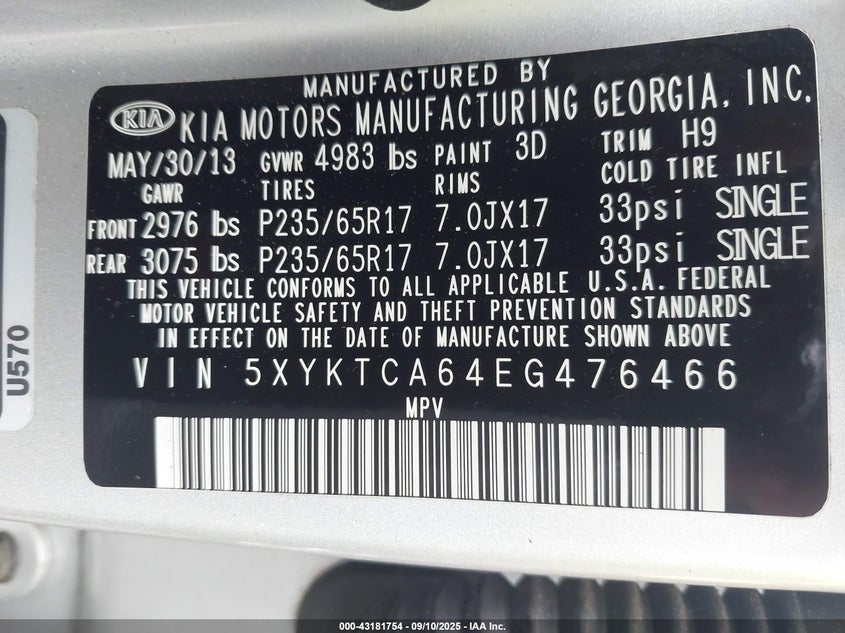 MANUFACTURED BY
KIA KIA MOTORS MANUFACTURING GEORGIA, INC.
MAY/30/13 GVWR 4983 lbs PAINT 3D TRIM H9
GAWR TIRES RIMS COLD TIRE INFL
FRONT 2976 lbs P235/65R17 7.0JX17 33psi SINGLE
REAR 3075 lbs P235/65R17 7.0JX17 33psi SINGLE
THIS VEHICLE CONFORMS TO ALL APPLICABLE U.S.A. FEDERAL
MOTOR VEHICLE SAFETY AND THEFT PREVENTION STANDARDS
IN EFFECT ON THE DATE OF MANUFACTURE SHOWN ABOVE
VIN 5XYKTCA64EG476466
MPV
U570
000-43181754 - 09/10/2025 - IAA Inc.